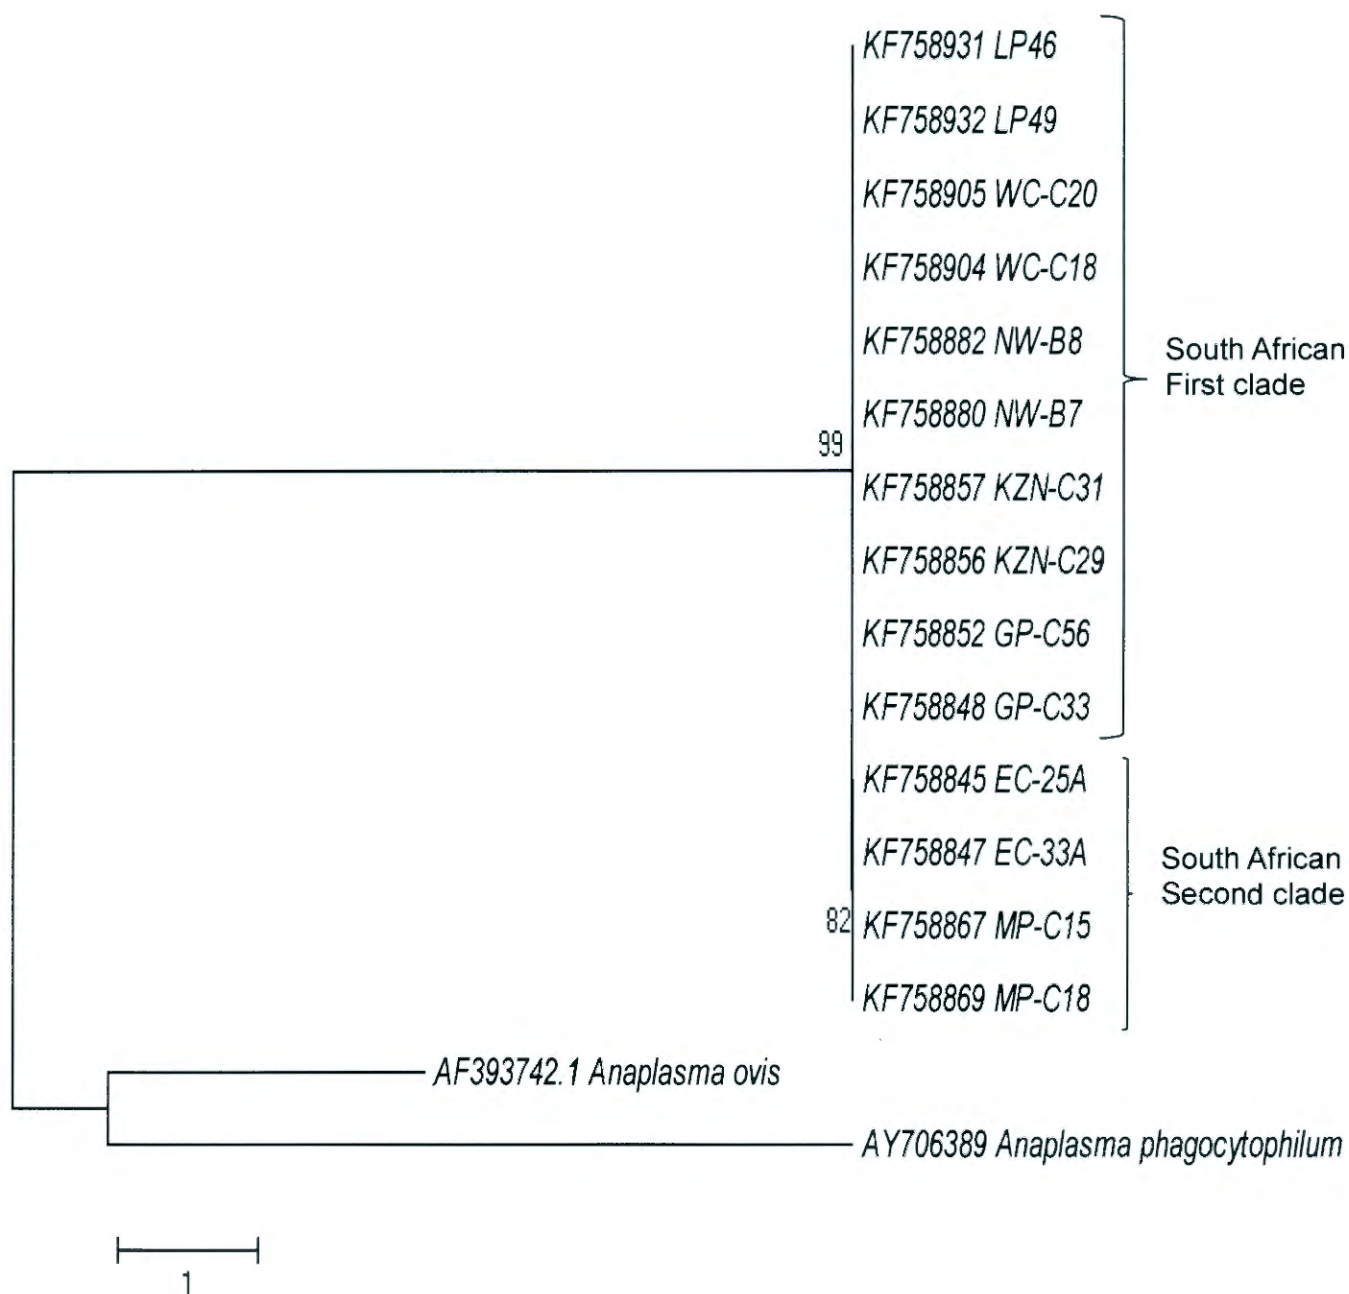 KF758931 LP46
KF758932 LP49
KF758905 WC-C20
KF758904 WC-C18
KF758882 NW-B8
South African
First clade
KF758880 NW-B7
99
KF758857 KZN-C31
KF758856 KZN-C29
KF758852 GP-C56
KF758848 GP-C33
KF758845 EC-25A
KF758847 EC-33A
South African
Second clade
82
KF758867 MP-C15
KF758869 MP-C18
AF393742.1 Anaplasma ovis
AY706389 Anaplasma phagocytophilum
1